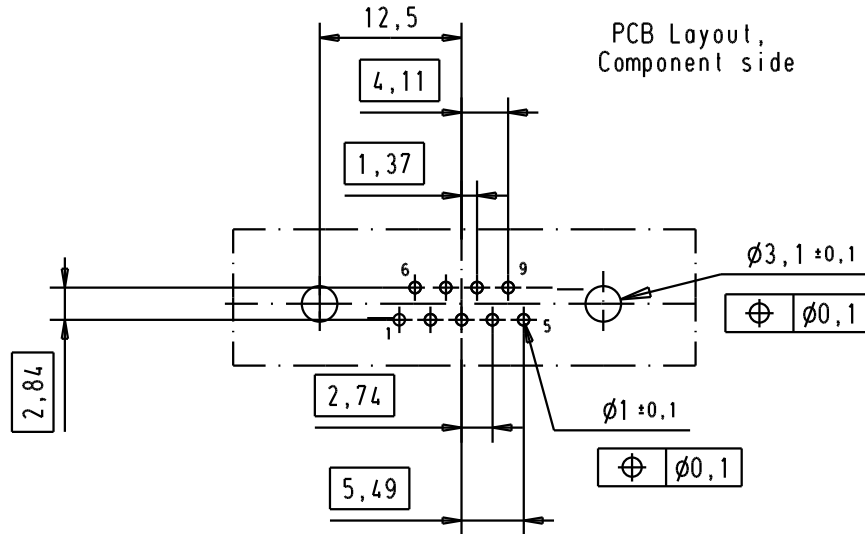 12,5
PCB Layout,
Component side
4,11
1,37
6
9
Ø3,1 ±0,1
⌖ Ø0,1
1
5
2,84
2,74
Ø1 ±0,1
⌖ Ø0,1
5,49